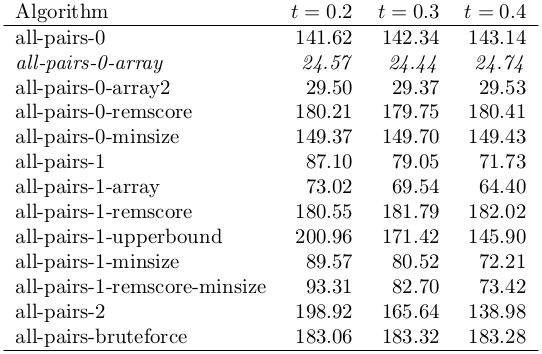 Algorithm t = 0.2 t = 0.3 t = 0.4
all-pairs-0 141.62 142.34 143.14
all-pairs-0-array 24.57 24.44 24.74
all-pairs-0-array2 29.50 29.37 29.53
all-pairs-0-remscore 180.21 179.75 180.41
all-pairs-0-minsize 149.37 149.70 149.43
all-pairs-1 87.10 79.05 71.73
all-pairs-1-array 73.02 69.54 64.40
all-pairs-1-remscore 180.55 181.79 182.02
all-pairs-1-upperbound 200.96 171.42 145.90
all-pairs-1-minsize 89.57 80.52 72.21
all-pairs-1-remscore-minsize 93.31 82.70 73.42
all-pairs-2 198.92 165.64 138.98
all-pairs-bruteforce 183.06 183.32 183.28